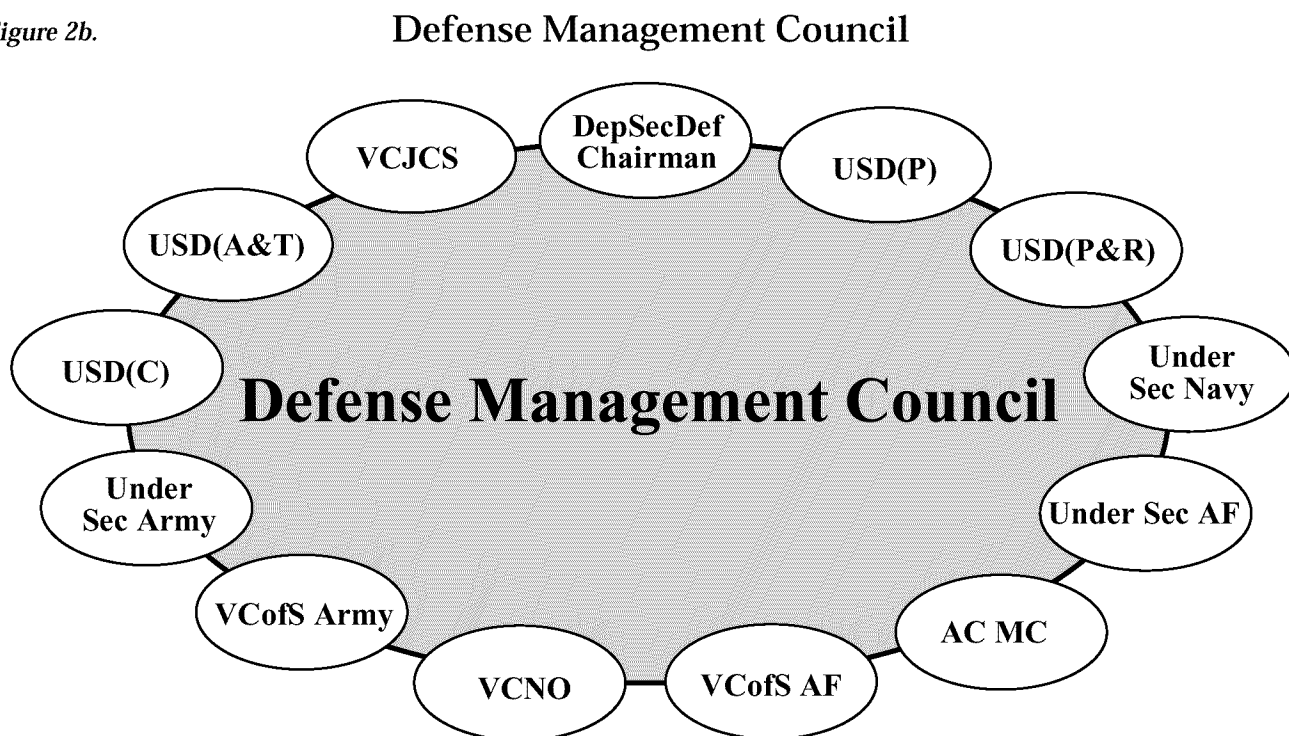 igure 2b.
Defense Management Council
DepSecDef
Chairman
VCJCS
USD(P)
USD(A&T)
USD(P&R)
USD(C)
Under
Sec Navy
Defense Management Council
Under
Sec Army
Under Sec AF
VCofS Army
AC MC
VCNO
VCofS AF